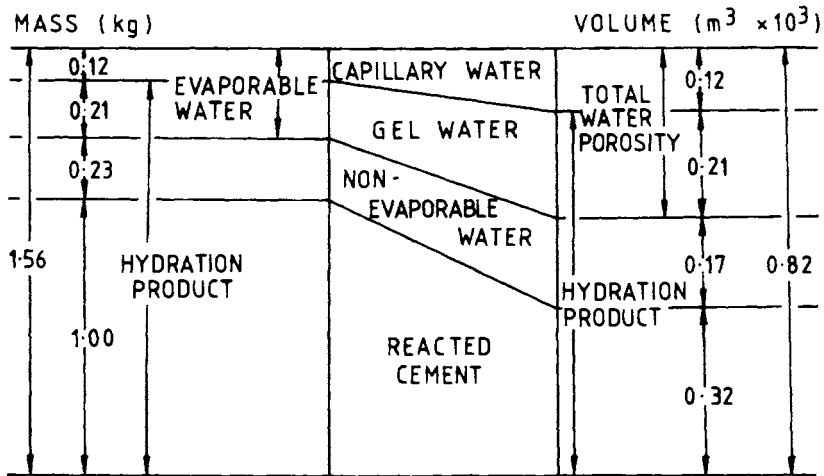 MASS (kg)
VOLUME (m³ ×10³)
0·12
EVAPORABLE
WATER
0·21
0·23
1·56
HYDRATION
PRODUCT
1·00
CAPILLARY WATER
GEL WATER
NON-
EVAPORABLE
WATER
REACTED
CEMENT
TOTAL
WATER
POROSITY
0·12
0·21
0·17
0·82
HYDRATION
PRODUCT
0·32